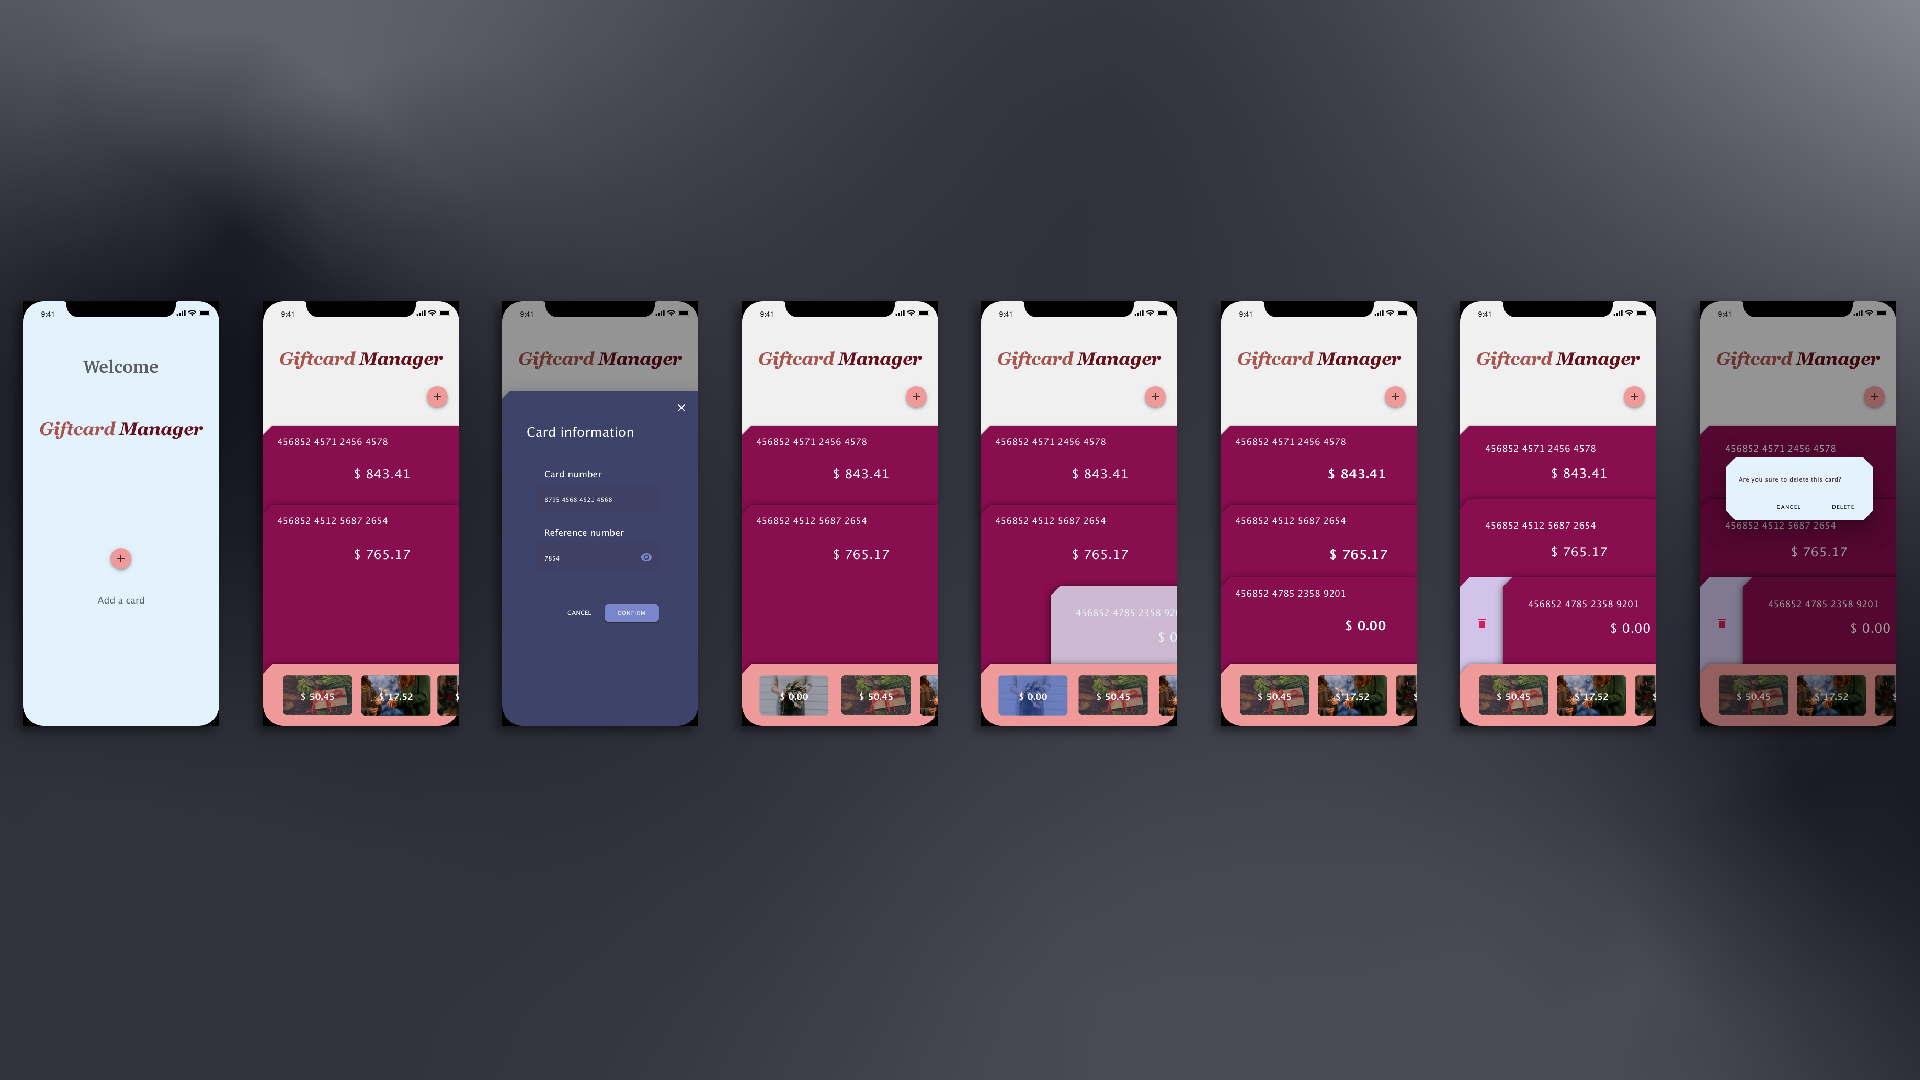 9:41
Welcome
Giftcard Manager
+
Add a card
9:41
Giftcard Manager
+
456852 4571 2456 4578
$ 843.41
456852 4512 5687 2654
$ 765.17
$ 50.45 $ 17.52
9:41
Giftcard Manager
Card information
Card number
8795 4568 4521 4568
Reference number
7854
CANCEL CONFIRM
9:41
Giftcard Manager
+
456852 4571 2456 4578
$ 843.41
456852 4512 5687 2654
$ 765.17
$ 0.00 $ 50.45
9:41
Giftcard Manager
+
456852 4571 2456 4578
$ 843.41
456852 4512 5687 2654
$ 765.17
456852 4785 2358 920
$ 0
$ 0.00 $ 50.45
9:41
Giftcard Manager
+
456852 4571 2456 4578
$ 843.41
456852 4512 5687 2654
$ 765.17
456852 4785 2358 9201
$ 0.00
$ 50.45 $ 17.52
9:41
Giftcard Manager
+
456852 4571 2456 4578
$ 843.41
456852 4512 5687 2654
$ 765.17
456852 4785 2358 9201
$ 0.00
$ 50.45 $ 17.52 $
9:41
Giftcard Manager
+
456852 4571 2456 4578
Are you sure to delete this card?
CANCEL DELETE
456852 4512 5687 2654
$ 765.17
456852 4785 2358 9201
$ 0.00
$ 50.45 $ 17.52